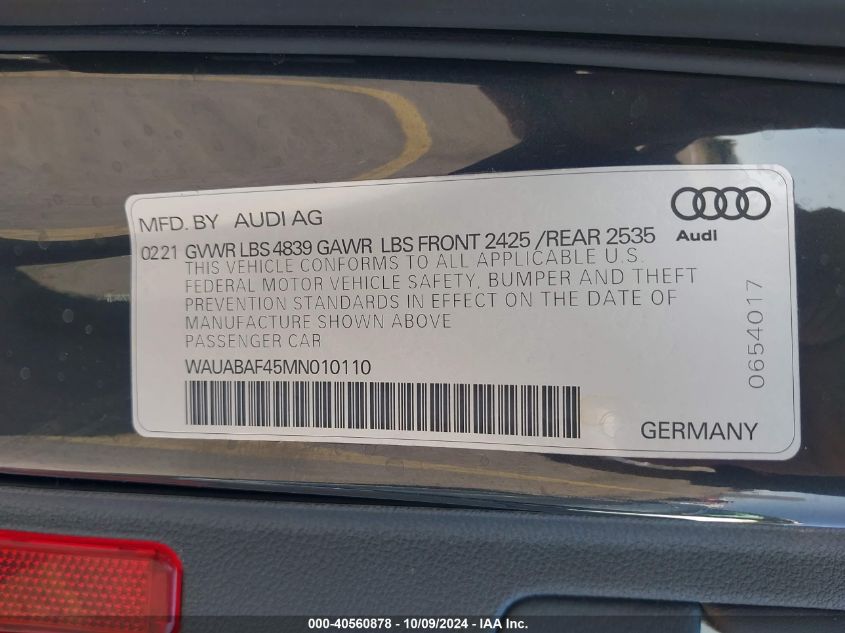 MFD. BY AUDI AG
Audi
0221 GVWR LBS 4839 GAWR LBS FRONT 2425 /REAR 2535
THIS VEHICLE CONFORMS TO ALL APPLICABLE U.S.
FEDERAL MOTOR VEHICLE SAFETY, BUMPER AND THEFT
PREVENTION STANDARDS IN EFFECT ON THE DATE OF
MANUFACTURE SHOWN ABOVE
PASSENGER CAR
WAUABAF45MN010110
0654017
GERMANY
000-40560878 - 10/09/2024 - © IAA Inc.